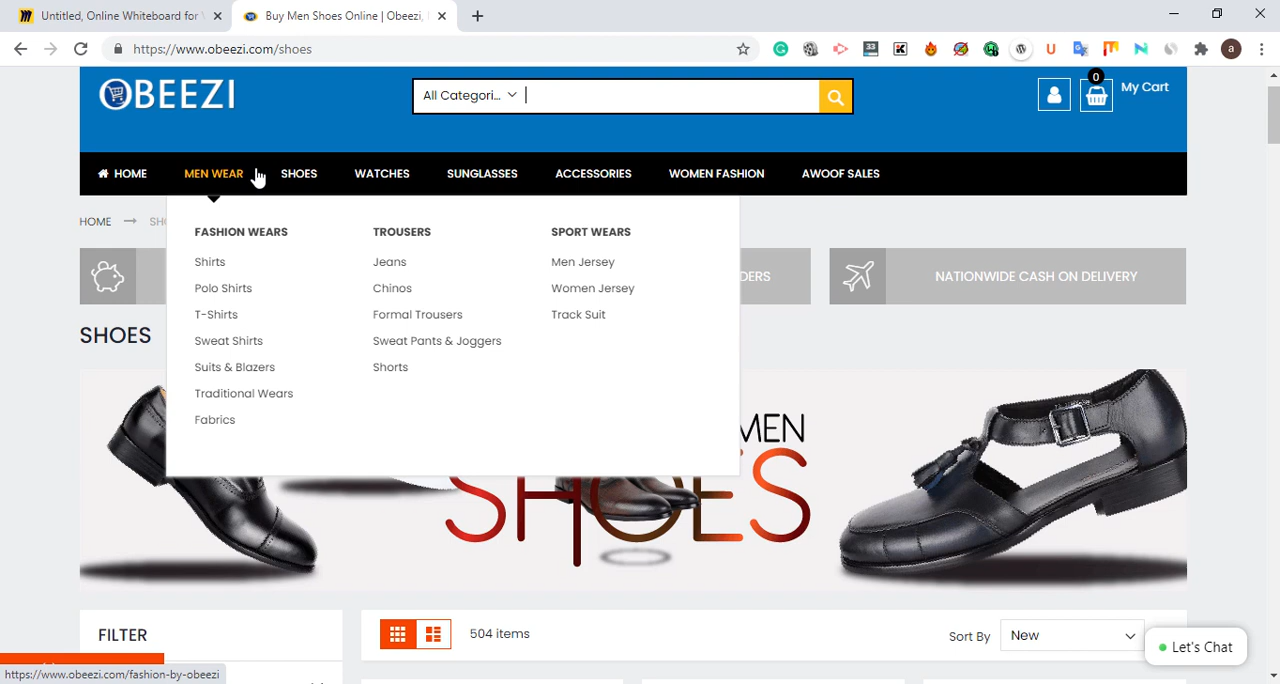 Untitled, Online Whiteboard for
Buy Men Shoes Online | Obeezi,
https://www.obeezi.com/shoes
33
a
OBEEZI
All Categori...
0
My Cart
HOME
MEN WEAR
SHOES
WATCHES
SUNGLASSES
ACCESSORIES
WOMEN FASHION
AWOOF SALES
HOME → SH
FASHION WEARS
Shirts
Polo Shirts
T-Shirts
Sweat Shirts
Suits & Blazers
Traditional Wears
Fabrics
TROUSERS
Jeans
Chinos
Formal Trousers
Sweat Pants & Joggers
Shorts
SPORT WEARS
Men Jersey
Women Jersey
Track Suit
DERS
NATIONWIDE CASH ON DELIVERY
SHOES
MEN
SHOES
FILTER
504 items
Sort By
New
Let's Chat
https://www.obeezi.com/fashion-by-obeezi